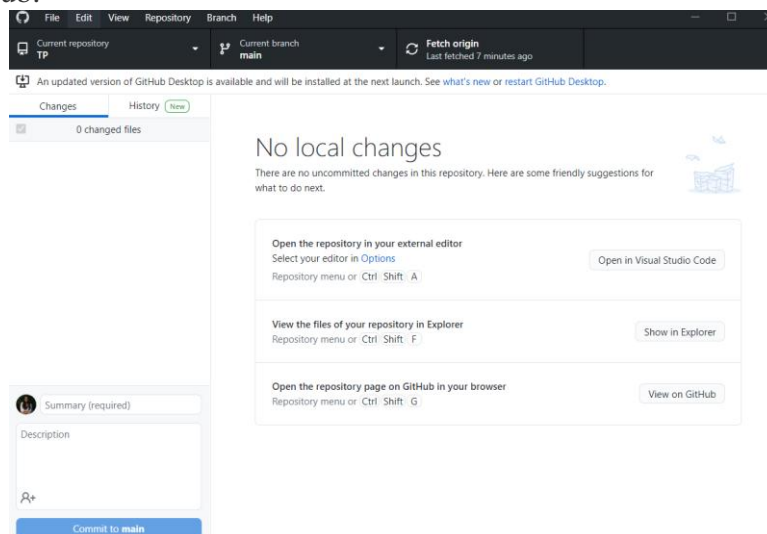 File Edit View Repository Branch Help
Current repository
TP
Current branch
main
Fetch origin
Last fetched 7 minutes ago
An updated version of GitHub Desktop is available and will be installed at the next launch. See what's new or restart GitHub Desktop.
Changes
History New
0 changed files
No local changes
There are no uncommitted changes in this repository. Here are some friendly suggestions for
what to do next.
Open the repository in your external editor
Select your editor in Options
Repository menu or Ctrl Shift A
Open in Visual Studio Code
View the files of your repository in Explorer
Repository menu or Ctrl Shift F
Show in Explorer
Open the repository page on GitHub in your browser
Repository menu or Ctrl Shift G
View on GitHub
Summary (required)
Description
Commit to main